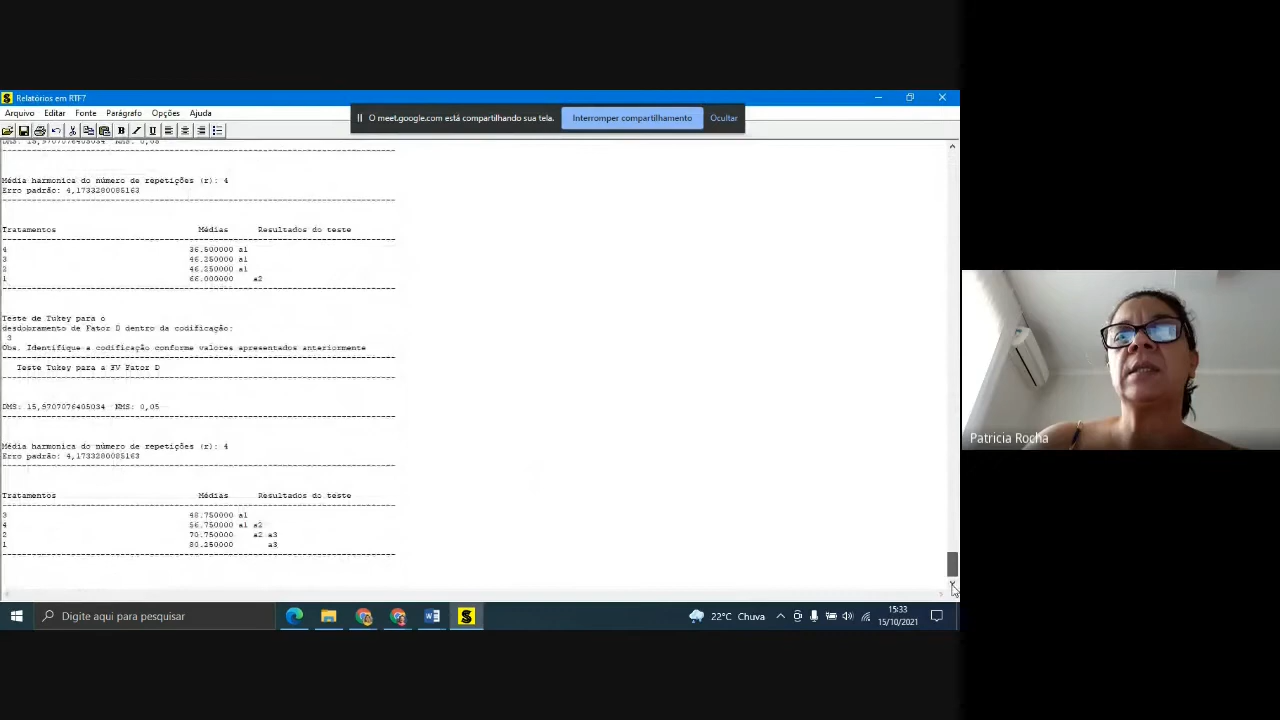 Relatórios em RTF7
Arquivo Editar Fonte Parágrafo Opções Ajuda
O meet.google.com está compartilhando sua tela. Interromper compartilhamento Ocultar
Média harmonica do número de repetições (r): 4
Erro padrão: 4,1733280085163
Tratamentos Médias Resultados do teste
4 36.500000 a1
3 46.250000 a1
2 46.250000 a1
1 66.000000 a2
Teste de Tukey para o
desdobramento de Fator D dentro da codificação:
3
Obs. Identifique a codificação conforme valores apresentados anteriormente
Teste Tukey para a FV Fator D
DMS: 15,9707076405034 NMS: 0,05
Média harmonica do número de repetições (r): 4
Erro padrão: 4,1733280085163
Tratamentos Médias Resultados do teste
3 48.750000 a1
4 56.750000 a1 a2
2 70.750000 a2 a3
1 80.250000 a3
Patricia Rocha
Digite aqui para pesquisar
22°C Chuva
15:33
15/10/2021